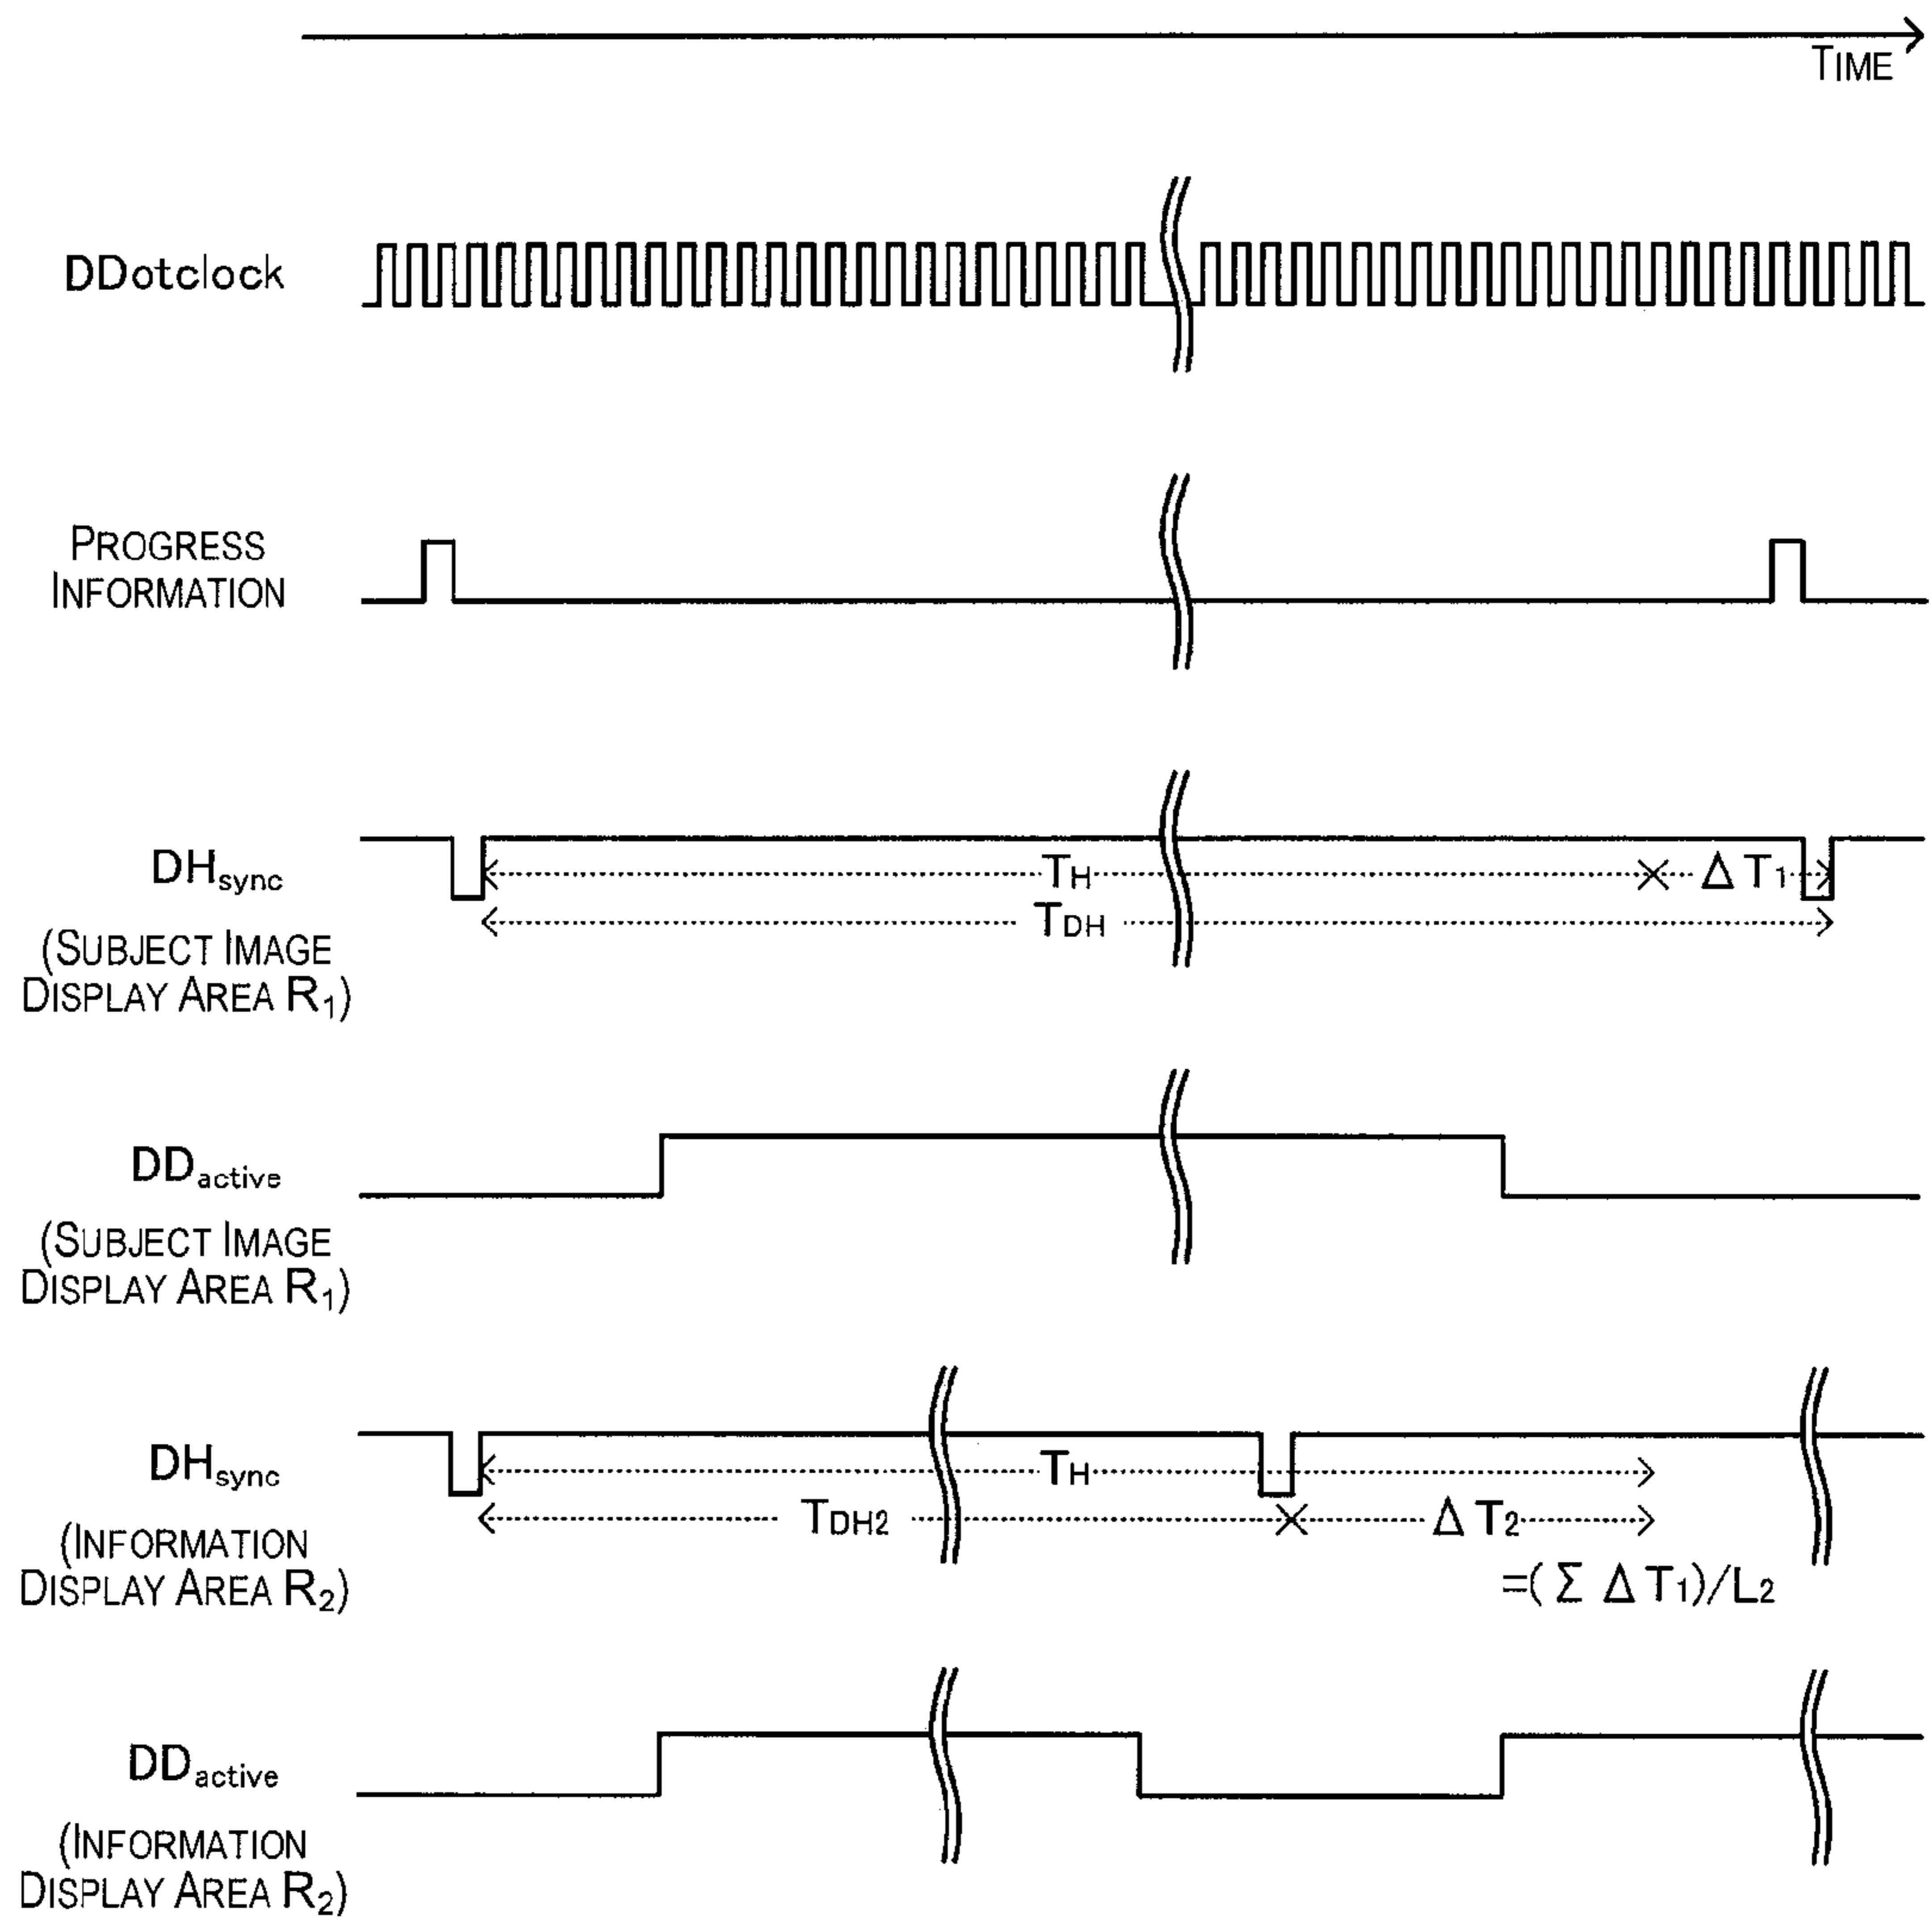 TIME
DDotclock
PROGRESS
INFORMATION
DHsync
(SUBJECT IMAGE
DISPLAY AREA R1)
TH
ΔT1
TDH
DDactive
(SUBJECT IMAGE
DISPLAY AREA R1)
DHsync
(INFORMATION
DISPLAY AREA R2)
TH
TDH2
ΔT2
=(Σ ΔT1)/L2
DDactive
(INFORMATION
DISPLAY AREA R2)